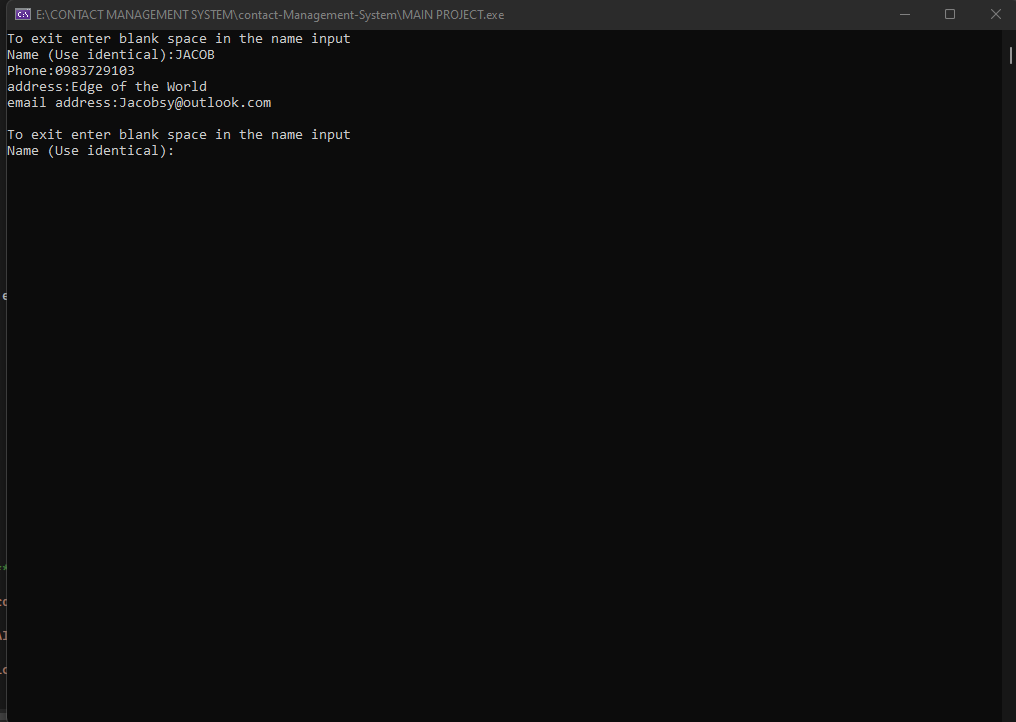 E:\CONTACT MANAGEMENT SYSTEM\contact-Management-System\MAIN PROJECT.exe
To exit enter blank space in the name input
Name (Use identical):JACOB
Phone:0983729103
address:Edge of the World
email address:Jacobsy@outlook.com
To exit enter blank space in the name input
Name (Use identical):